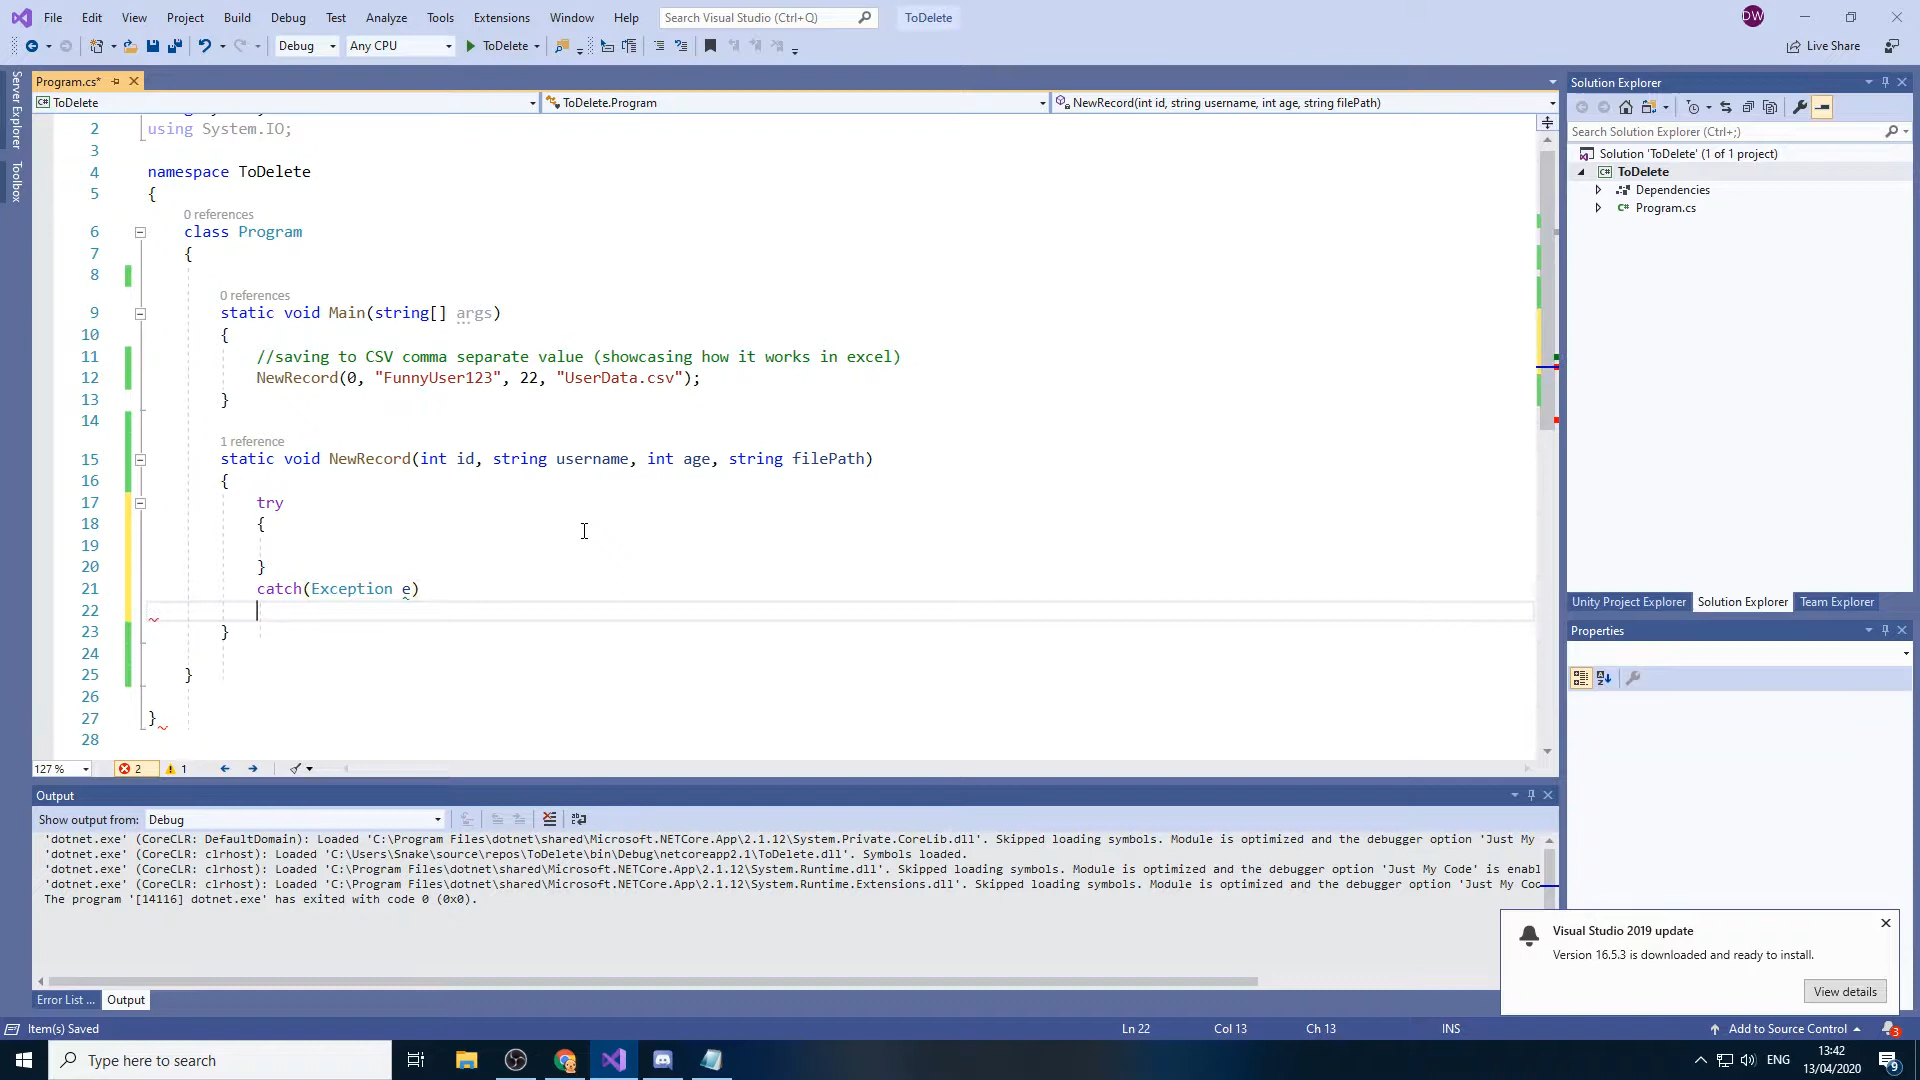 File Edit View Project Build Debug Test Analyze Tools Extensions Window Help Search Visual Studio (Ctrl+Q) ToDelete DW
Debug Any CPU ToDelete Live Share
Server Explorer
Toolbox
Program.cs*
ToDelete ToDelete.Program NewRecord(int id, string username, int age, string filePath)
2 using System.IO;
3
4 namespace ToDelete
5 {
0 references
6 class Program
7 {
8
0 references
9 static void Main(string[] args)
10 {
11 //saving to CSV comma separate value (showcasing how it works in excel)
12 NewRecord(0, "FunnyUser123", 22, "UserData.csv");
13 }
14
1 reference
15 static void NewRecord(int id, string username, int age, string filePath)
16 {
17 try
18 {
19
20 }
21 catch(Exception e)
22
23 }
24
25 }
26
27 }
28
127 % 2 1
Solution Explorer
Search Solution Explorer (Ctrl+;)
Solution 'ToDelete' (1 of 1 project)
ToDelete
Dependencies
Program.cs
Unity Project Explorer Solution Explorer Team Explorer
Properties
Output
Show output from: Debug
'dotnet.exe' (CoreCLR: DefaultDomain): Loaded 'C:\Program Files\dotnet\shared\Microsoft.NETCore.App\2.1.12\System.Private.CoreLib.dll'. Skipped loading symbols. Module is optimized and the debugger option 'Just My
'dotnet.exe' (CoreCLR: clrhost): Loaded 'C:\Users\Snake\source\repos\ToDelete\bin\Debug\netcoreapp2.1\ToDelete.dll'. Symbols loaded.
'dotnet.exe' (CoreCLR: clrhost): Loaded 'C:\Program Files\dotnet\shared\Microsoft.NETCore.App\2.1.12\System.Runtime.dll'. Skipped loading symbols. Module is optimized and the debugger option 'Just My Code' is enabl
'dotnet.exe' (CoreCLR: clrhost): Loaded 'C:\Program Files\dotnet\shared\Microsoft.NETCore.App\2.1.12\System.Runtime.Extensions.dll'. Skipped loading symbols. Module is optimized and the debugger option 'Just My Coc
The program '[14116] dotnet.exe' has exited with code 0 (0x0).
Visual Studio 2019 update
Version 16.5.3 is downloaded and ready to install.
View details
Error List ... Output
Item(s) Saved Ln 22 Col 13 Ch 13 INS Add to Source Control 3
Type here to search ENG 13:42
13/04/2020 9